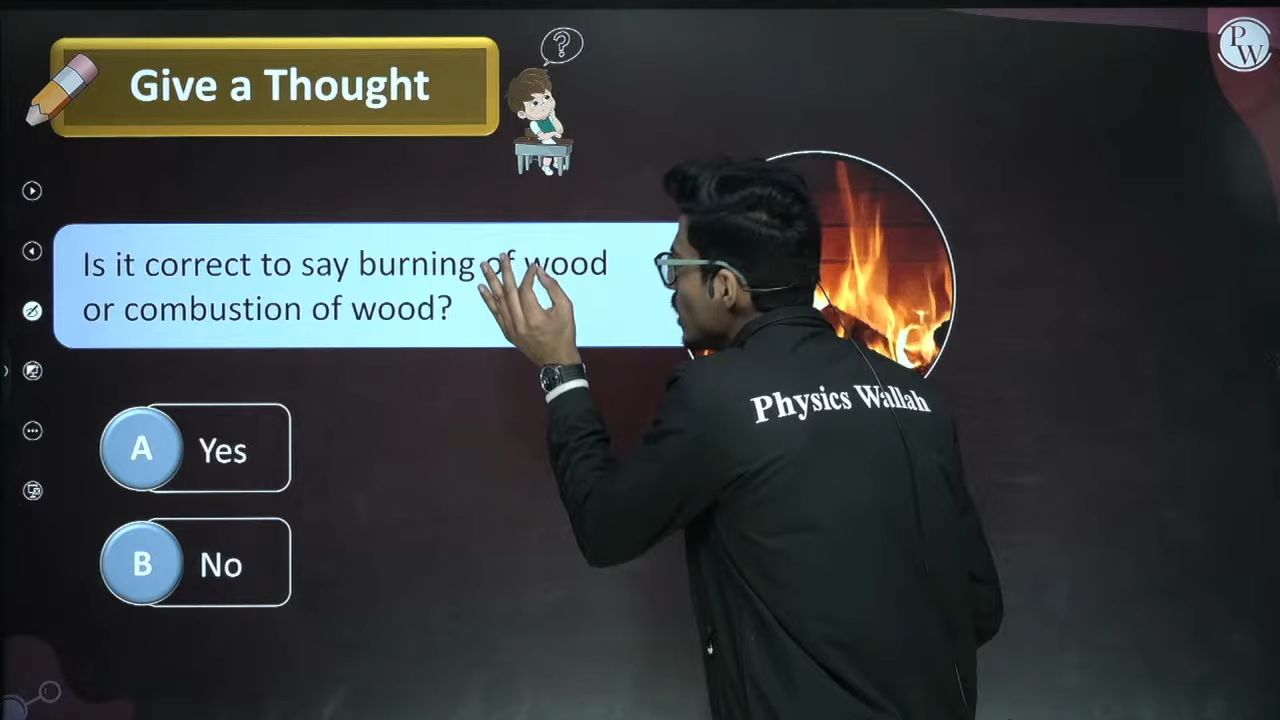 Give a Thought
?
PW
Is it correct to say burning of wood
or combustion of wood?
Physics Wallah
A Yes
B No